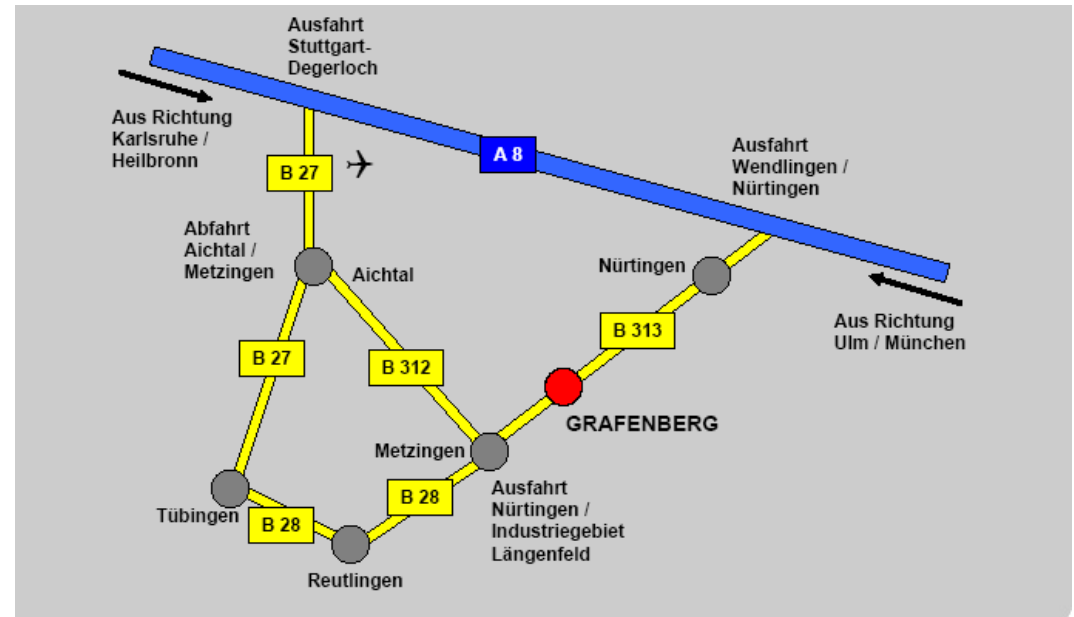 Ausfahrt
Stuttgart-
Degerloch
Aus Richtung
Karlsruhe /
Heilbronn
A 8
Ausfahrt
Wendlingen /
Nürtingen
B 27
Abfahrt
Aichtal /
Metzingen
Aichtal
Nürtingen
Aus Richtung
Ulm / München
B 313
B 27
B 312
GRAFENBERG
Metzingen
Ausfahrt
Nürtingen /
Industriegebiet
Längenfeld
B 28
Tübingen
B 28
Reutlingen